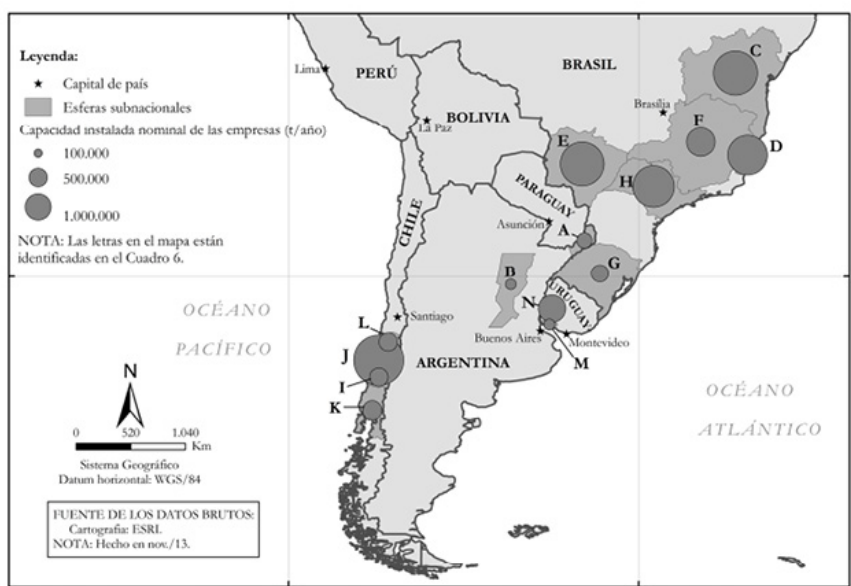 Leyenda:
Capital de país
Esferas subnacionales
Capacidad instalada nominal de las empresas (t/año)
100.000
500.000
1.000.000
NOTA: Las letras en el mapa están
identificadas en el Cuadro 6.
Lima
PERÚ
BRASIL
C
Brasília
BOLIVIA
La Paz
F
D
E
H
PARAGUAY
Asunción
A
CHILE
B
G
URUGUAY
N
OCÉANO
PACÍFICO
Santiago
L
Buenos Aires
Montevideo
J
ARGENTINA
M
I
K
OCÉANO
ATLÁNTICO
N
0 520 1.040
Km
Sistema Geográfico
Datum horizontal: WGS/84
FUENTE DE LOS DATOS BRUTOS:
Cartografia: ESRI.
NOTA: Hecho en nov./13.